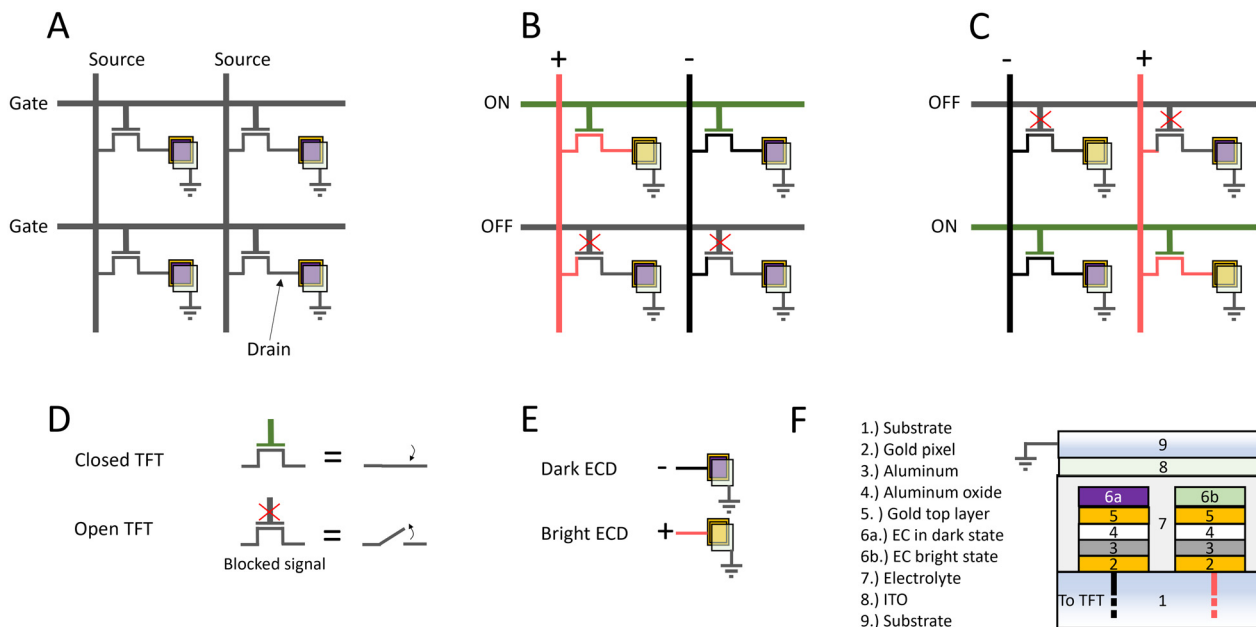 A
Source
Source
Gate
Gate
Drain
B
+
-
ON
OFF
C
-
+
OFF
ON
D
Closed TFT
=
Open TFT
=
Blocked signal
E
Dark ECD
-
Bright ECD
+
F
1.) Substrate
2.) Gold pixel
3.) Aluminum
4.) Aluminum oxide
5. ) Gold top layer
6a.) EC in dark state
6b.) EC bright state
7.) Electrolyte
8.) ITO
9.) Substrate
9
8
6a
6b
5
7
5
4
4
3
3
2
2
To TFT
1